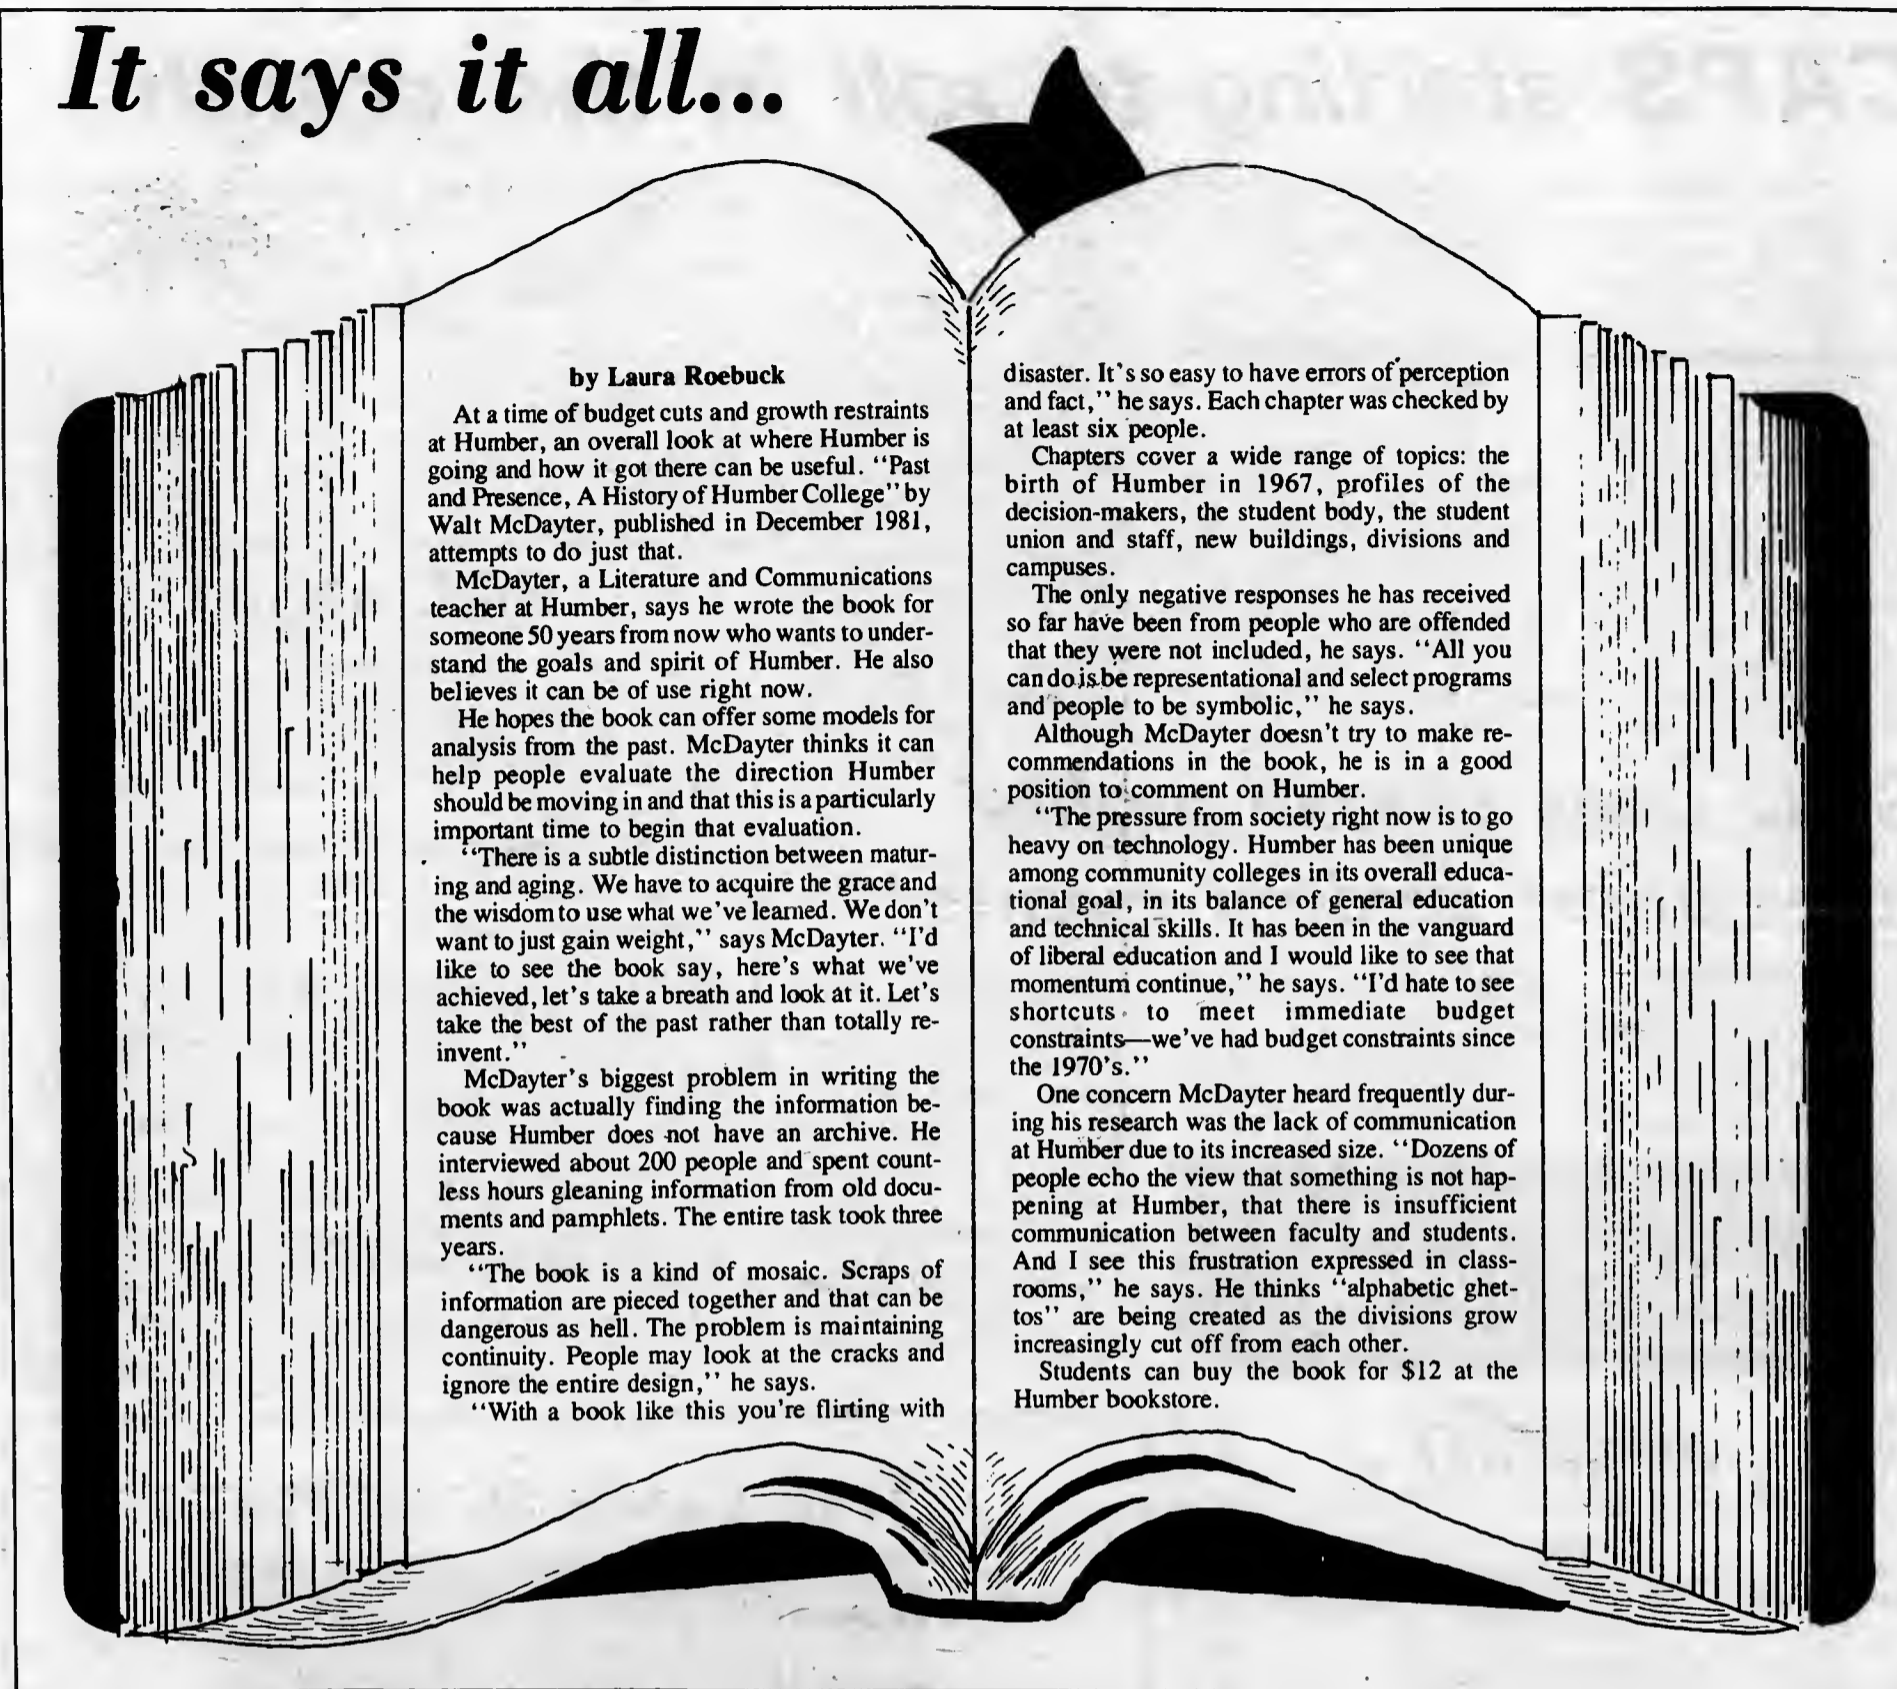 It says it all...
by Laura Roebuck
At a time of budget cuts and growth restraints
at Humber, an overall look at where Humber is
going and how it got there can be useful. "Past
and Presence, A History of Humber College" by
Walt McDayter, published in December 1981,
attempts to do just that.
McDayter, a Literature and Communications
teacher at Humber, says he wrote the book for
someone 50 years from now who wants to under-
stand the goals and spirit of Humber. He also
believes it can be of use right now.
He hopes the book can offer some models for
analysis from the past. McDayter thinks it can
help people evaluate the direction Humber
should be moving in and that this is a particularly
important time to begin that evaluation.
"There is a subtle distinction between matur-
ing and aging. We have to acquire the grace and
the wisdom to use what we've learned. We don't
want to just gain weight," says McDayter. "I'd
like to see the book say, here's what we've
achieved, let's take a breath and look at it. Let's
take the best of the past rather than totally re-
invent."
McDayter's biggest problem in writing the
book was actually finding the information be-
cause Humber does not have an archive. He
interviewed about 200 people and spent count-
less hours gleaning information from old docu-
ments and pamphlets. The entire task took three
years.
"The book is a kind of mosaic. Scraps of
information are pieced together and that can be
dangerous as hell. The problem is maintaining
continuity. People may look at the cracks and
ignore the entire design," he says.
"With a book like this you're flirting with
disaster. It's so easy to have errors of perception
and fact," he says. Each chapter was checked by
at least six people.
Chapters cover a wide range of topics: the
birth of Humber in 1967, profiles of the
decision-makers, the student body, the student
union and staff, new buildings, divisions and
campuses.
The only negative responses he has received
so far have been from people who are offended
that they were not included, he says. "All you
can do is be representational and select programs
and people to be symbolic," he says.
Although McDayter doesn't try to make re-
commendations in the book, he is in a good
position to comment on Humber.
"The pressure from society right now is to go
heavy on technology. Humber has been unique
among community colleges in its overall educa-
tional goal, in its balance of general education
and technical skills. It has been in the vanguard
of liberal education and I would like to see that
momentum continue," he says. "I'd hate to see
shortcuts to meet immediate budget
constraints—we've had budget constraints since
the 1970's."
One concern McDayter heard frequently dur-
ing his research was the lack of communication
at Humber due to its increased size. "Dozens of
people echo the view that something is not hap-
pening at Humber, that there is insufficient
communication between faculty and students.
And I see this frustration expressed in class-
rooms," he says. He thinks "alphabetic ghet-
tos" are being created as the divisions grow
increasingly cut off from each other.
Students can buy the book for $12 at the
Humber bookstore.